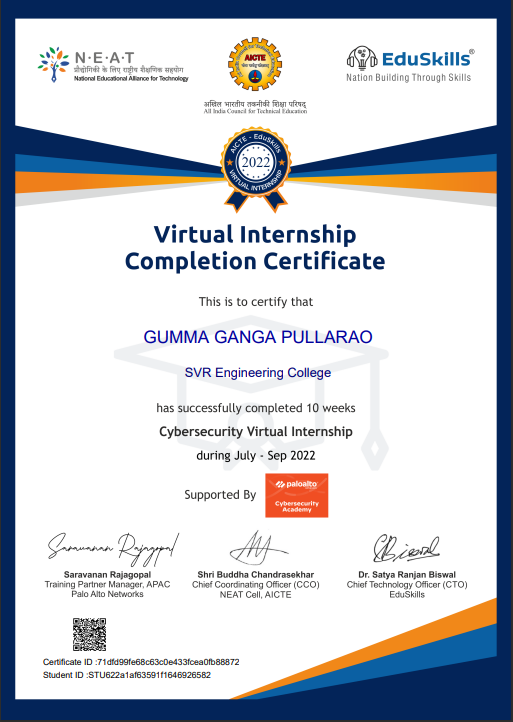 N·E·A·T
प्रौद्योगिकी के लिए राष्ट्रीय शैक्षणिक सहयोग
National Educational Alliance for Technology
AICTE
अखिल भारतीय तकनीकी शिक्षा परिषद्
All India Council for Technical Education
EduSkills®
Nation Building Through Skills
AICTE - EduSkills
2022
VIRTUAL INTERNSHIP
Virtual Internship
Completion Certificate
This is to certify that
GUMMA GANGA PULLARAO
SVR Engineering College
has successfully completed 10 weeks
Cybersecurity Virtual Internship
during July - Sep 2022
Supported By
paloalto
Cybersecurity
Academy
Saravanan Rajagopal
Saravanan Rajagopal
Training Partner Manager, APAC
Palo Alto Networks
Shri Buddha Chandrasekhar
Chief Coordinating Officer (CCO)
NEAT Cell, AICTE
Dr. Satya Ranjan Biswal
Chief Technology Officer (CTO)
EduSkills
Certificate ID :71dfd99fe68c63c0e433fcea0fb88872
Student ID :STU622a1af63591f1646926582